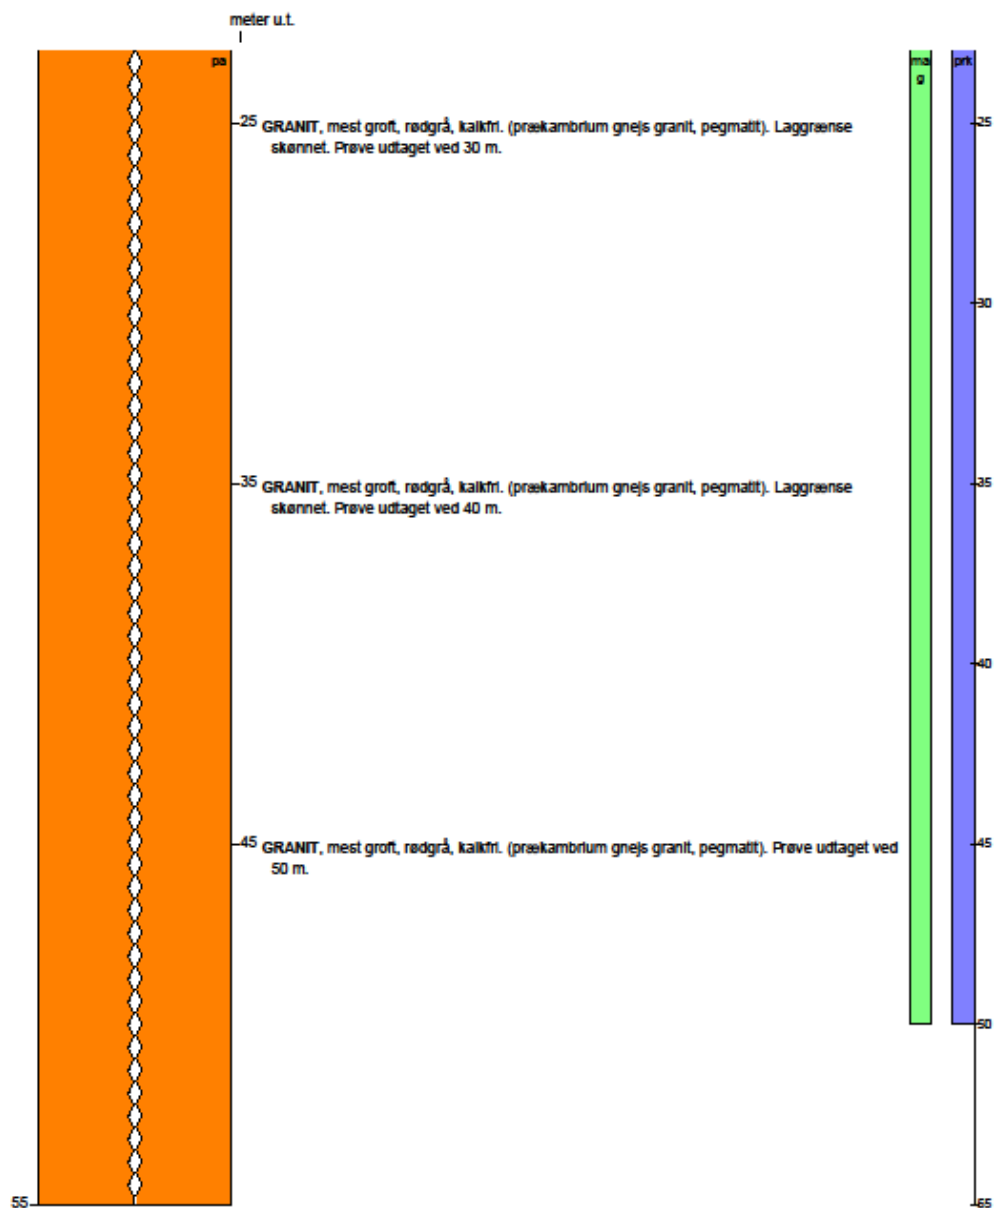 meter u.t.
pa
ma
g
prk
25 GRANIT, mest groft, rødgrå, kalkfri. (prækambrium gnejs granit, pegmatit). Laggrænse
skønnet. Prøve udtaget ved 30 m.
25
30
35 GRANIT, mest groft, rødgrå, kalkfri. (prækambrium gnejs granit, pegmatit). Laggrænse
skønnet. Prøve udtaget ved 40 m.
35
40
45 GRANIT, mest groft, rødgrå, kalkfri. (prækambrium gnejs granit, pegmatit). Prøve udtaget ved
50 m.
45
50
55
55